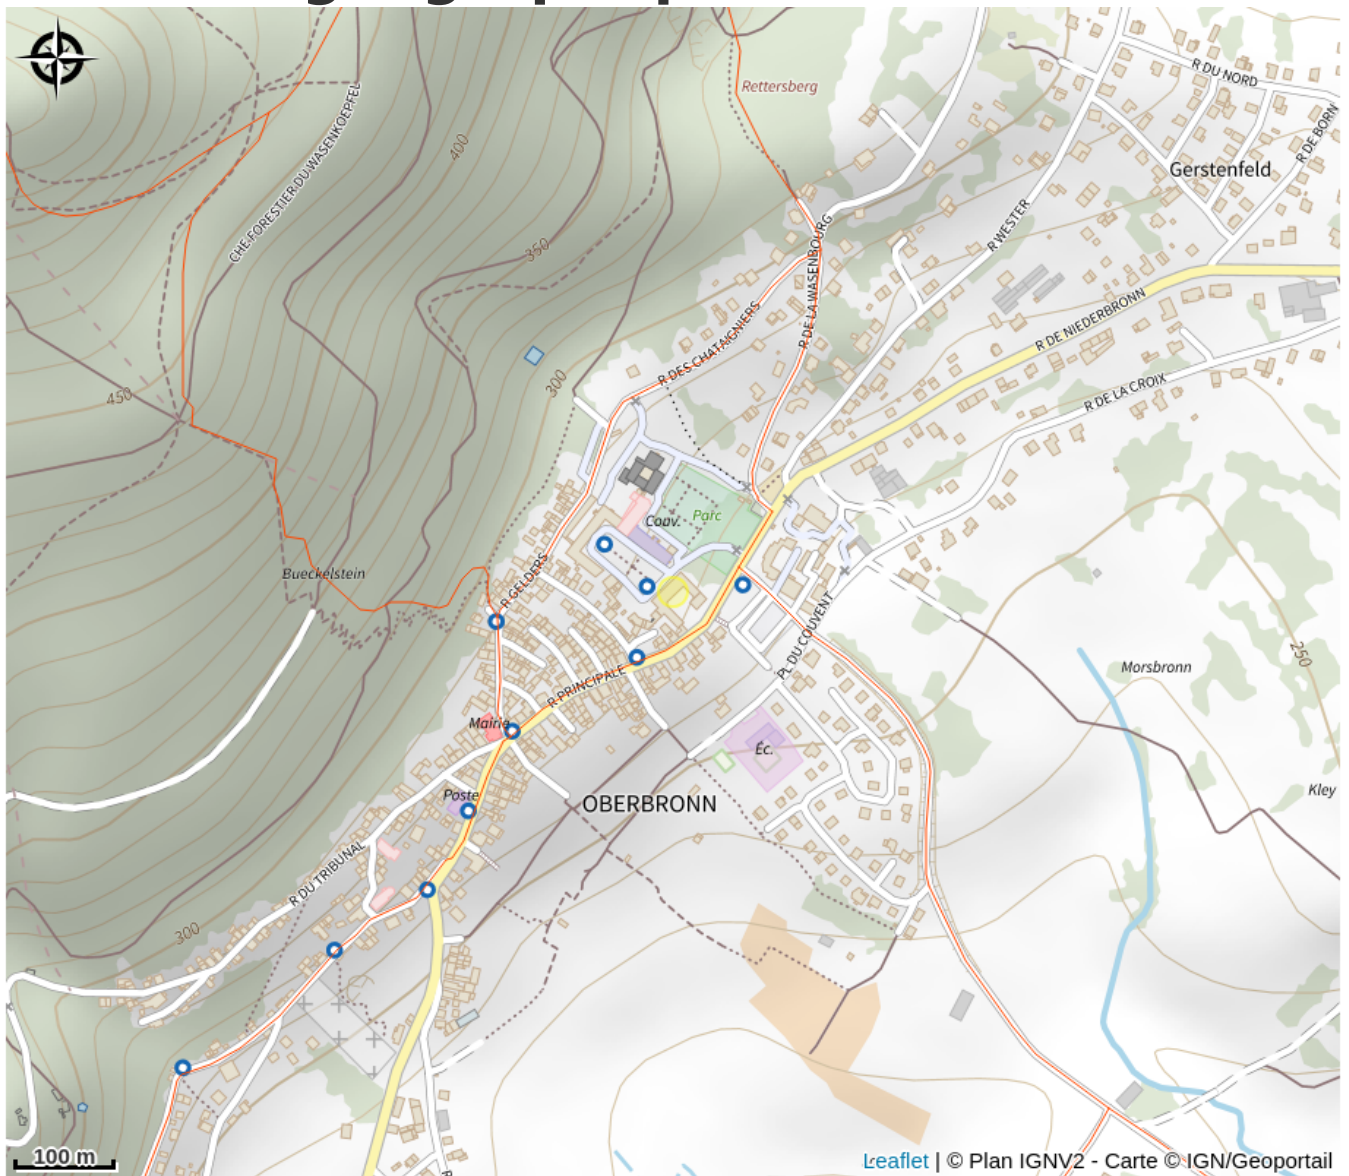 R DU NORD
Rettersberg
CHE FORESTIER DU WASENKOEPFEL
R DE BORN
400
Gerstenfeld
R WESTER
R DE LA WASENBOURG
350
R DES CHATAIGNIERS
R DE NIEDERBRONN
300
R DE LA CROIX
450
Couv.
Parc
Bueckelstein
R GELDERS
PL DU COUVENT
250
Morsbronn
R PRINCIPALE
Mairie
Éc.
Poste
OBERBRONN
Kley
R DU TRIBUNAL
300
100 m
R
Leaflet | © Plan IGNV2 - Carte © IGN/Geoportail